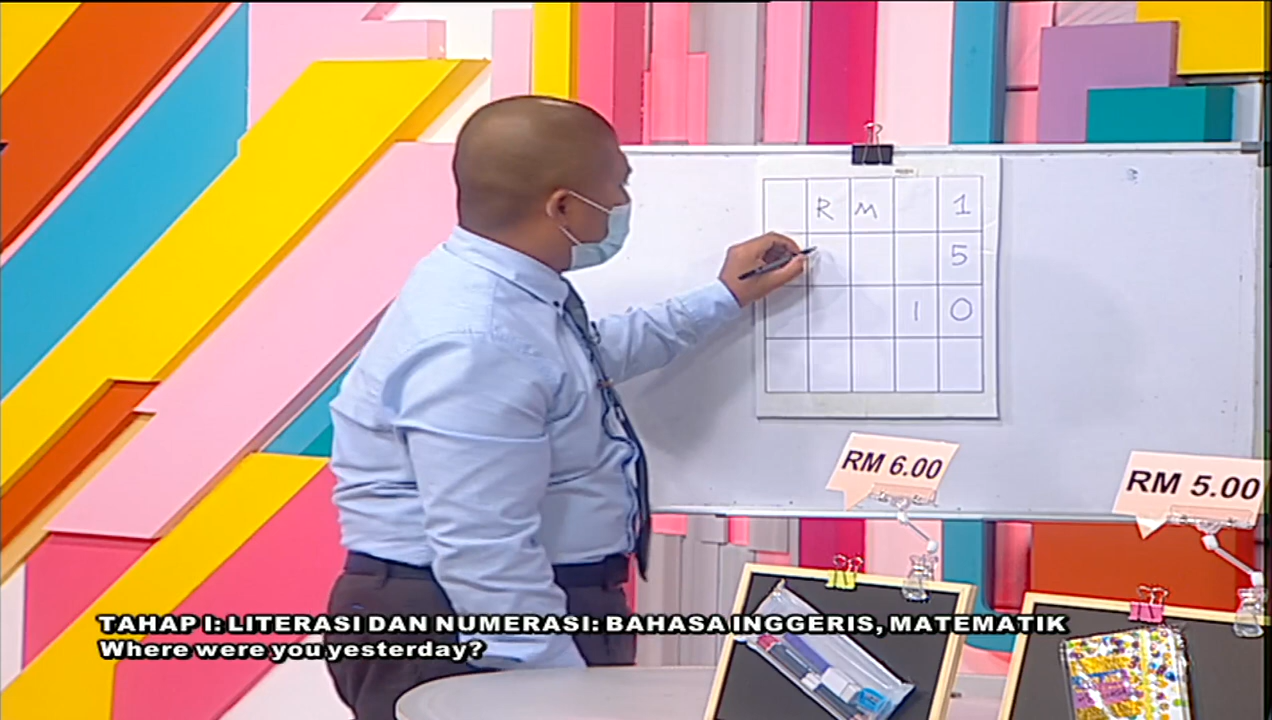 R M 1
5
1 0
RM 6.00
RM 5.00
TAHAP I: LITERASI DAN NUMERASI: BAHASA INGGERIS, MATEMATIK
Where were you yesterday?